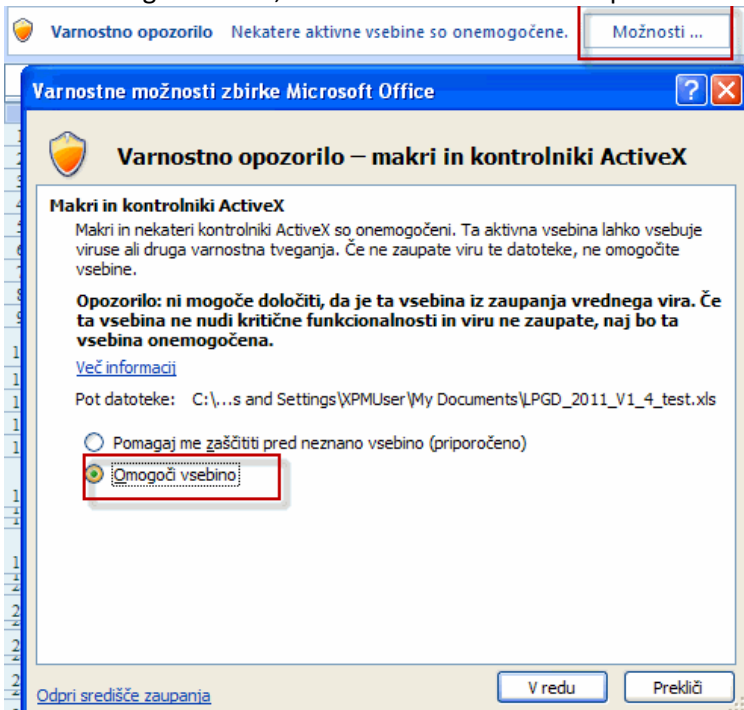 Varnostno opozorilo Nekatere aktivne vsebine so onemogočene. Možnosti ...
Varnostne možnosti zbirke Microsoft Office
Varnostno opozorilo – makri in kontrolniki ActiveX
Makri in kontrolniki ActiveX
Makri in nekateri kontrolniki ActiveX so onemogočeni. Ta aktivna vsebina lahko vsebuje
viruse ali druga varnostna tveganja. Če ne zaupate viru te datoteke, ne omogočite
vsebine.
Opozorilo: ni mogoče določiti, da je ta vsebina iz zaupanja vrednega vira. Če
ta vsebina ne nudi kritične funkcionalnosti in viru ne zaupate, naj bo ta
vsebina onemogočena.
Več informacij
Pot datoteke: C:\...s and Settings\XPMUser\My Documents\LPGD_2011_V1_4_test.xls
Pomagaj me zaščititi pred neznano vsebino (priporočeno)
Omogoči vsebino
Odpri središče zaupanja
V redu Prekliči